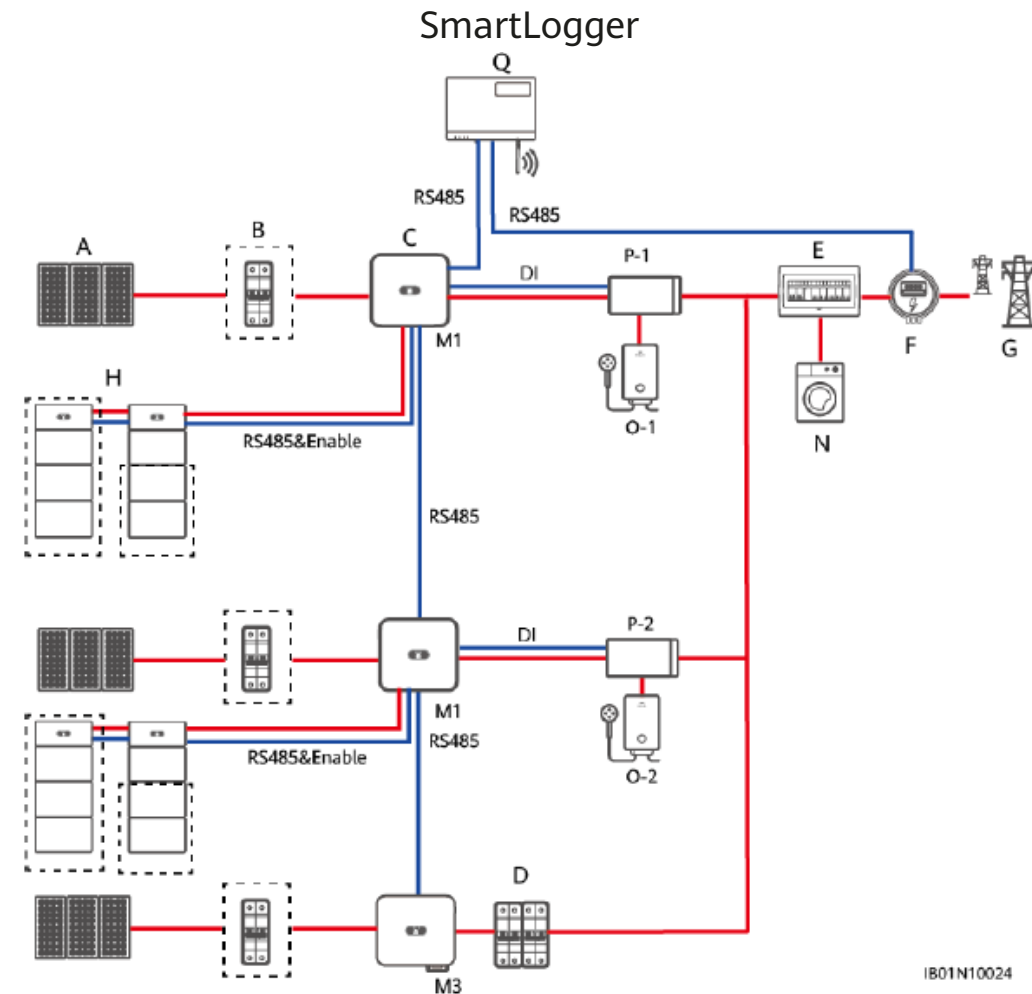 SmartLogger
Q
RS485
RS485
A
B
C
DI
P-1
E
M1
F
G
H
O-1
N
RS485&Enable
RS485
DI
P-2
M1
RS485
RS485&Enable
O-2
D
M3
IB01N10024